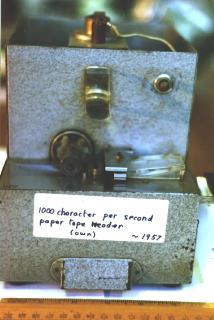 1000 character per second
paper tape reader
(own) ~ 1957